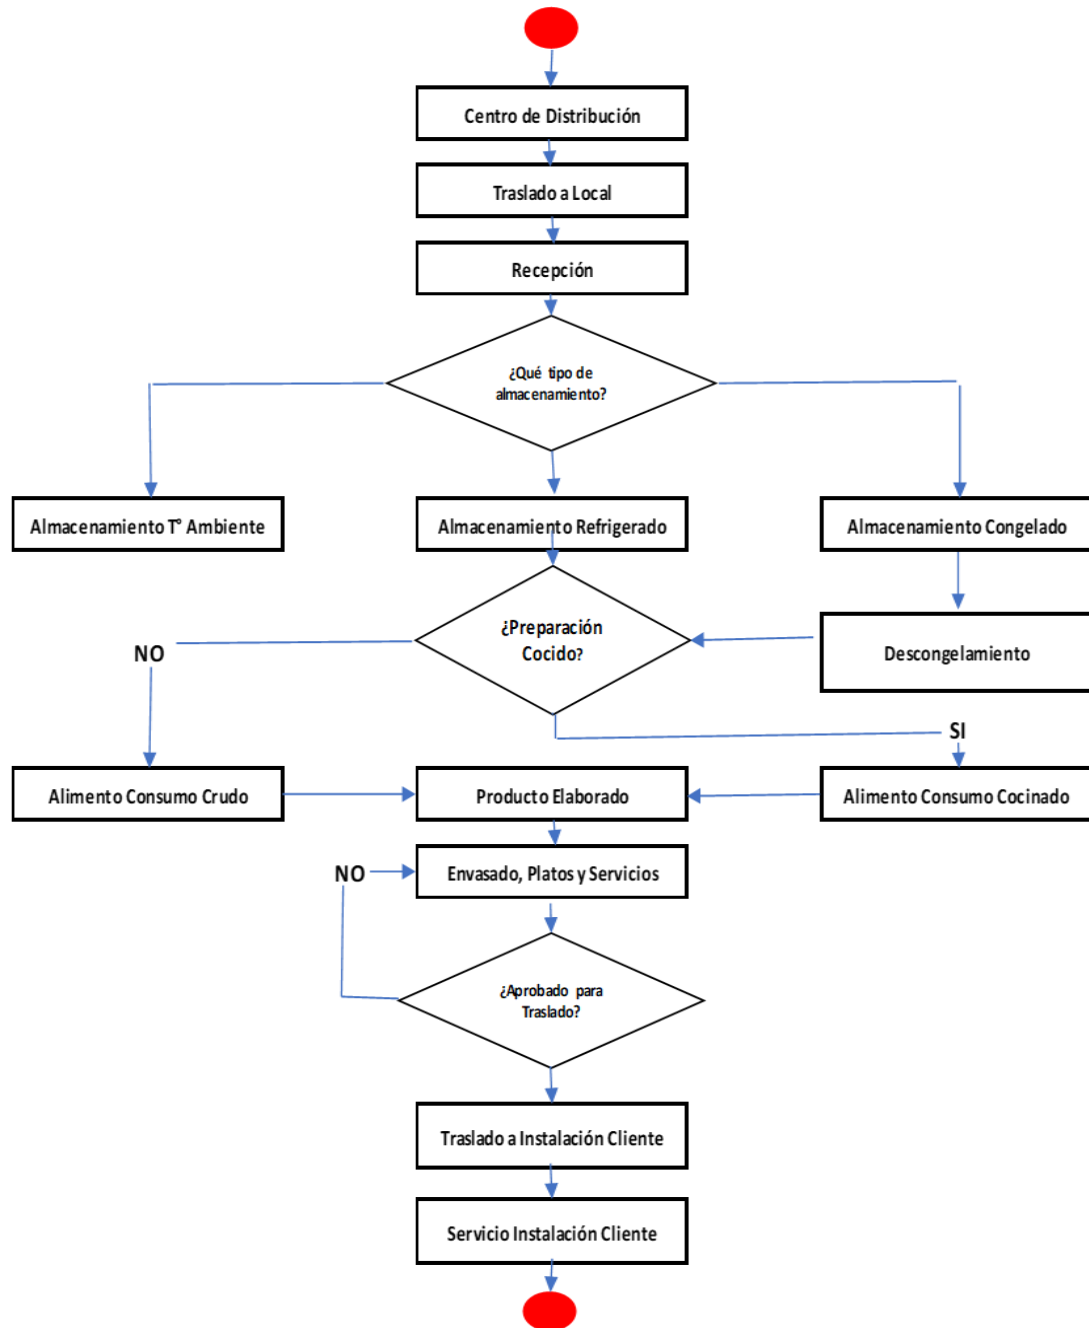 Centro de Distribución
Traslado a Local
Recepción
¿Qué tipo de
almacenamiento?
Almacenamiento T° Ambiente
Almacenamiento Refrigerado
Almacenamiento Congelado
¿Preparación
Cocido?
Descongelamiento
NO
SI
Alimento Consumo Crudo
Producto Elaborado
Alimento Consumo Cocinado
NO
Envasado, Platos y Servicios
¿Aprobado para
Traslado?
Traslado a Instalación Cliente
Servicio Instalación Cliente